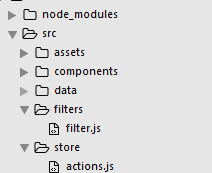 node_modules
src
assets
components
data
filters
filter.js
store
actions.js